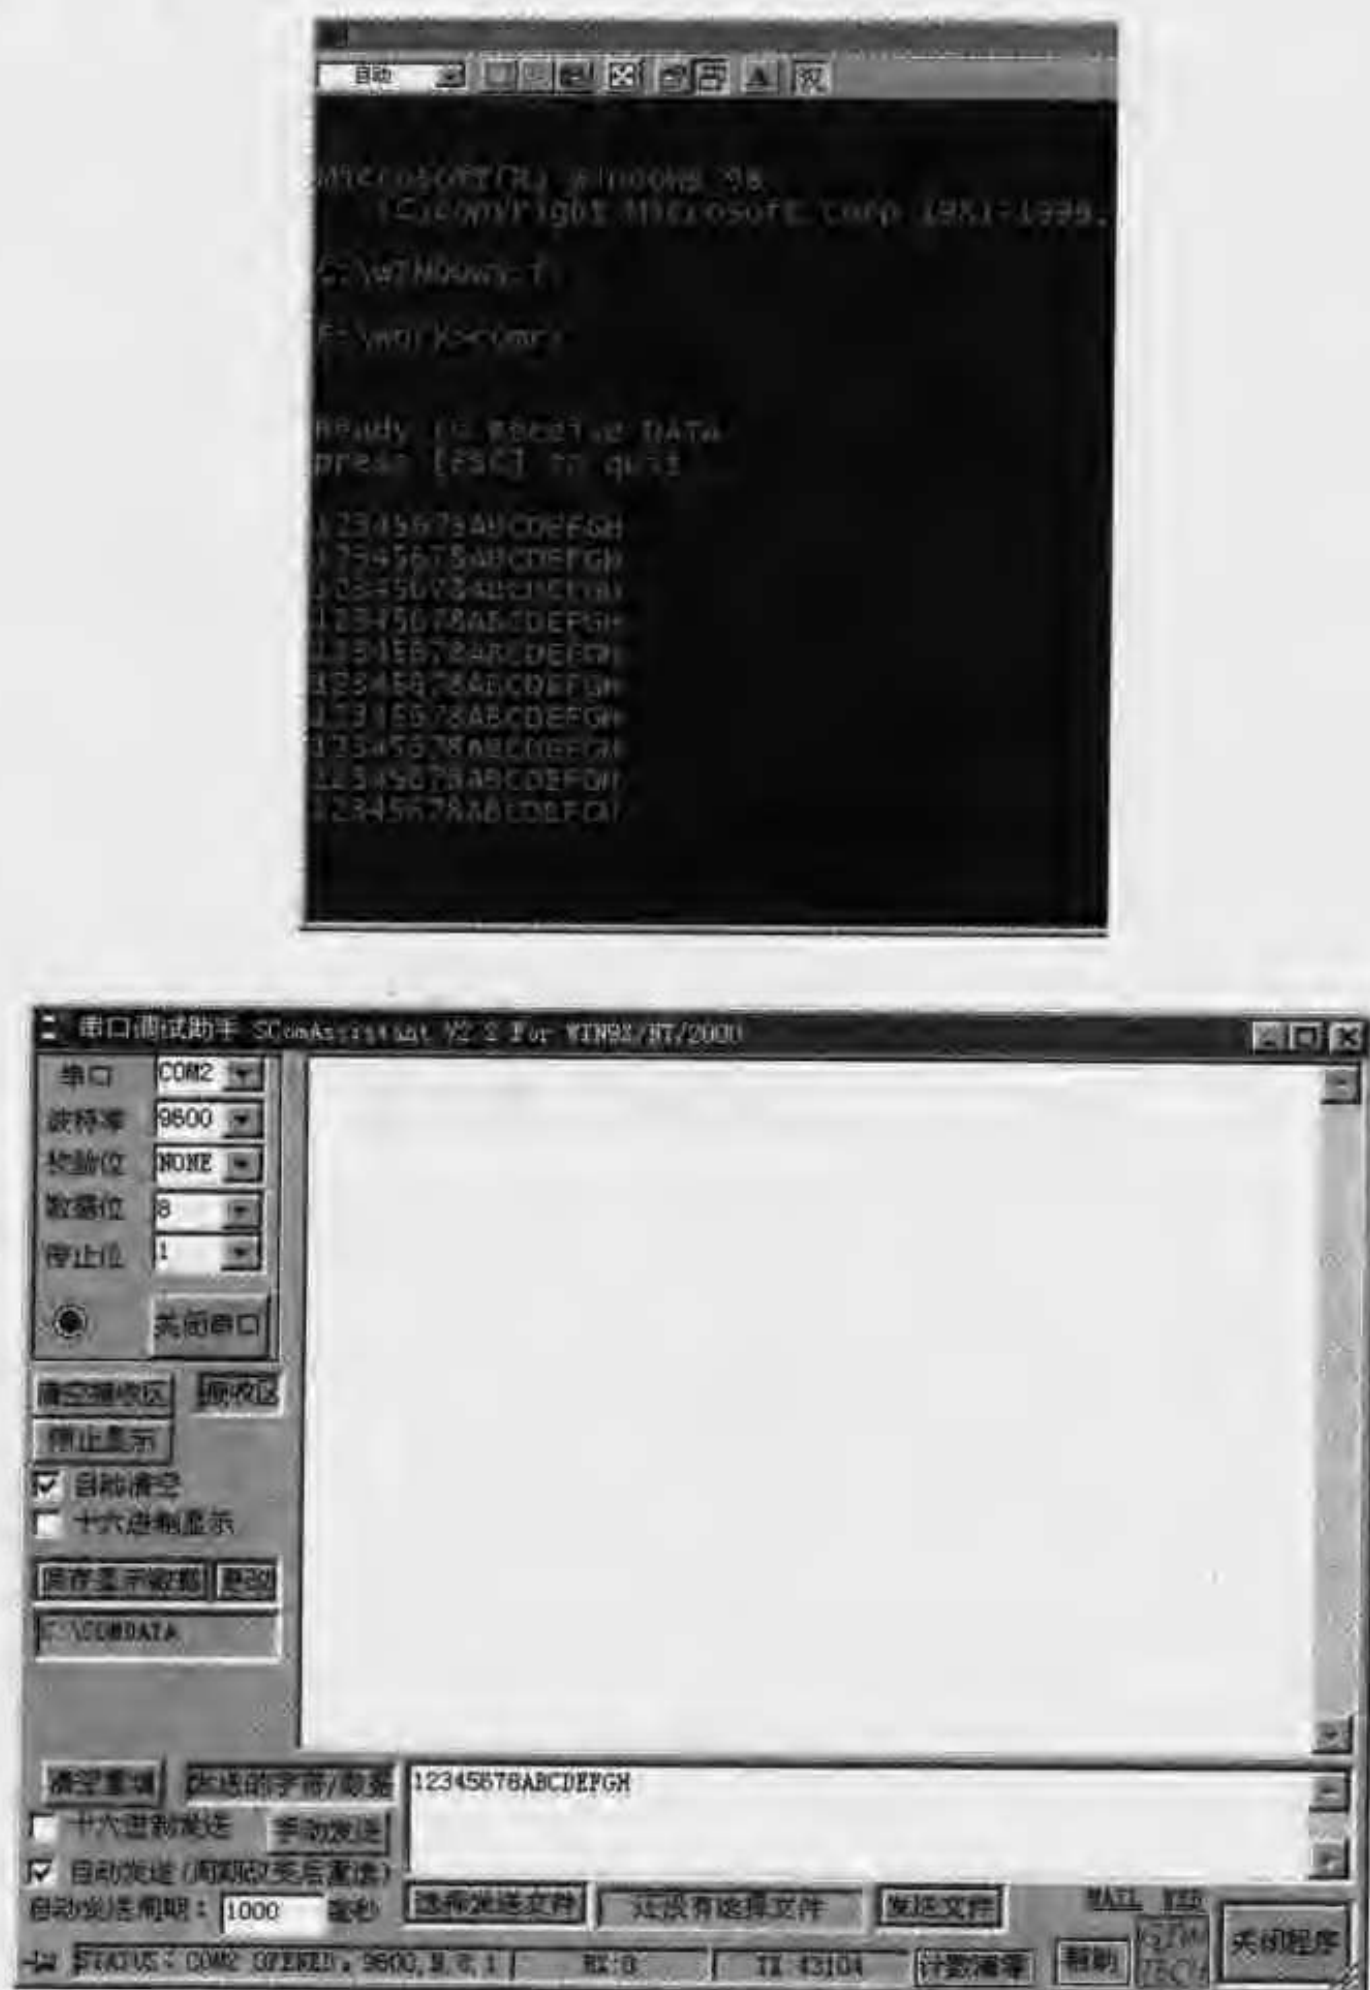 自动
Microsoft(R) Windows 98
(C)Copyright Microsoft Corp 1981-1999.
Ready to Receive DATA
press [ESC] to quit
12345678ABCDEFGH
12345678ABCDEFGH
12345678ABCDEFGH
12345678ABCDEFGH
12345678ABCDEFGH
12345678ABCDEFGH
12345678ABCDEFGH
12345678ABCDEFGH
12345678ABCDEFGH
12345678ABCDEFGH
串口调试助手 SComAssistant V2.2 For WIN9X/NT/2000
串口 COM2
波特率 9600
校验位 NONE
数据位 8
停止位 1
关闭串口
清空接收区 接收区
停止显示
自动清空
十六进制显示
保存显示数据 更改
C:\COMDATA
清空重填 发送的字符/数据 12345678ABCDEFGH
十六进制发送 手动发送
自动发送(周期改变后重选)
自动发送周期： 1000 毫秒 选择发送文件 还没有选择文件 发送文件 MAIL WEB
STATUS: COM2 OPENED, 9600,N,8,1 RX:0 TX:43104 计数清零 帮助 关闭程序